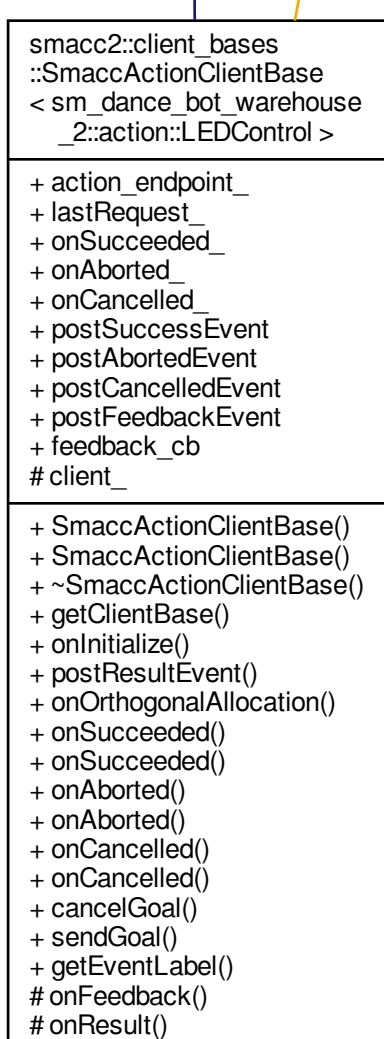 smacc2::client_bases
::SmaccActionClientBase
< sm_dance_bot_warehouse
_2::action::LEDControl >
+ action_endpoint_
+ lastRequest_
+ onSucceeded_
+ onAborted_
+ onCancelled_
+ postSuccessEvent
+ postAbortedEvent
+ postCancelledEvent
+ postFeedbackEvent
+ feedback_cb
# client_
+ SmaccActionClientBase()
+ SmaccActionClientBase()
+ ~SmaccActionClientBase()
+ getClientBase()
+ onInitialize()
+ postResultEvent()
+ onOrthogonalAllocation()
+ onSucceeded()
+ onSucceeded()
+ onAborted()
+ onAborted()
+ onCancelled()
+ onCancelled()
+ cancelGoal()
+ sendGoal()
+ getEventLabel()
# onFeedback()
# onResult()